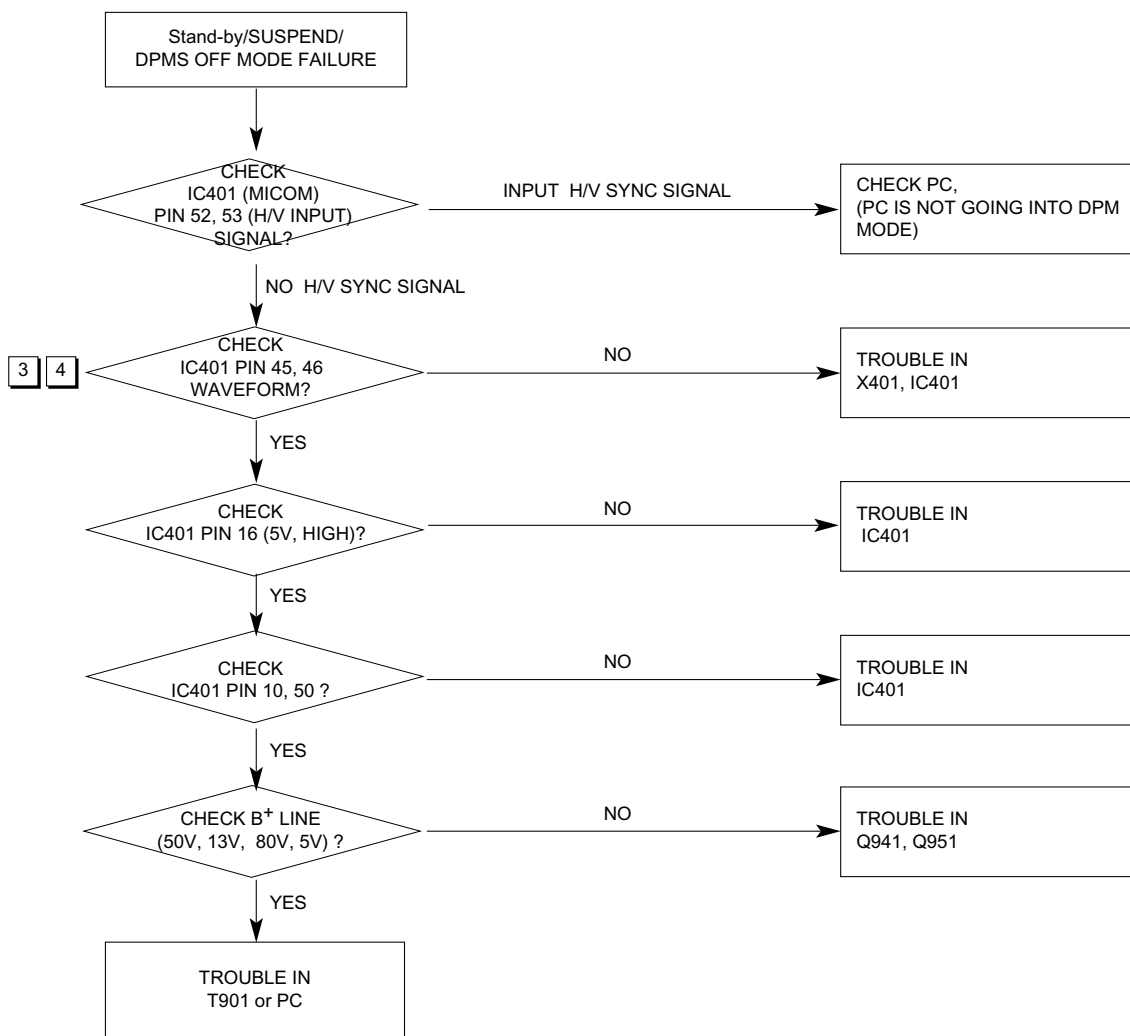 Stand-by/SUSPEND/
DPMS OFF MODE FAILURE
CHECK
IC401 (MICOM)
PIN 52, 53 (H/V INPUT)
SIGNAL?
INPUT H/V SYNC SIGNAL
CHECK PC,
(PC IS NOT GOING INTO DPM
MODE)
NO H/V SYNC SIGNAL
3 4
CHECK
IC401 PIN 45, 46
WAVEFORM?
NO
TROUBLE IN
X401, IC401
YES
CHECK
IC401 PIN 16 (5V, HIGH)?
NO
TROUBLE IN
IC401
YES
CHECK
IC401 PIN 10, 50 ?
NO
TROUBLE IN
IC401
YES
CHECK B+ LINE
(50V, 13V, 80V, 5V) ?
NO
TROUBLE IN
Q941, Q951
YES
TROUBLE IN
T901 or PC